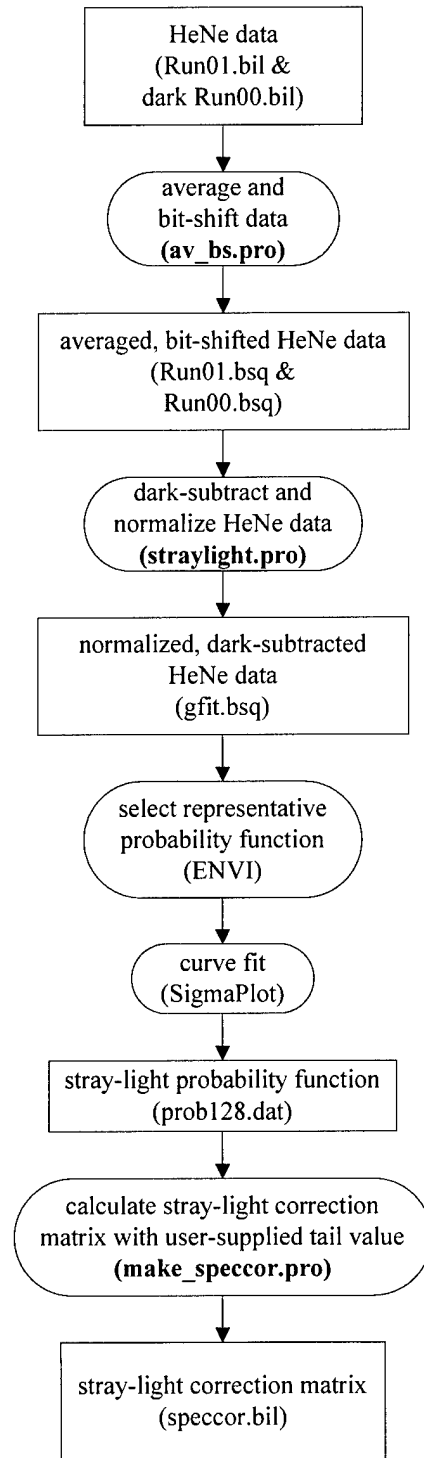 HeNe data
(Run01.bil &
dark Run00.bil)
average and
bit-shift data
(av_bs.pro)
averaged, bit-shifted HeNe data
(Run01.bsq &
Run00.bsq)
dark-subtract and
normalize HeNe data
(straylight.pro)
normalized, dark-subtracted
HeNe data
(gfit.bsq)
select representative
probability function
(ENVI)
curve fit
(SigmaPlot)
stray-light probability function
(prob128.dat)
calculate stray-light correction
matrix with user-supplied tail value
(make_speccor.pro)
stray-light correction matrix
(speccor.bil)